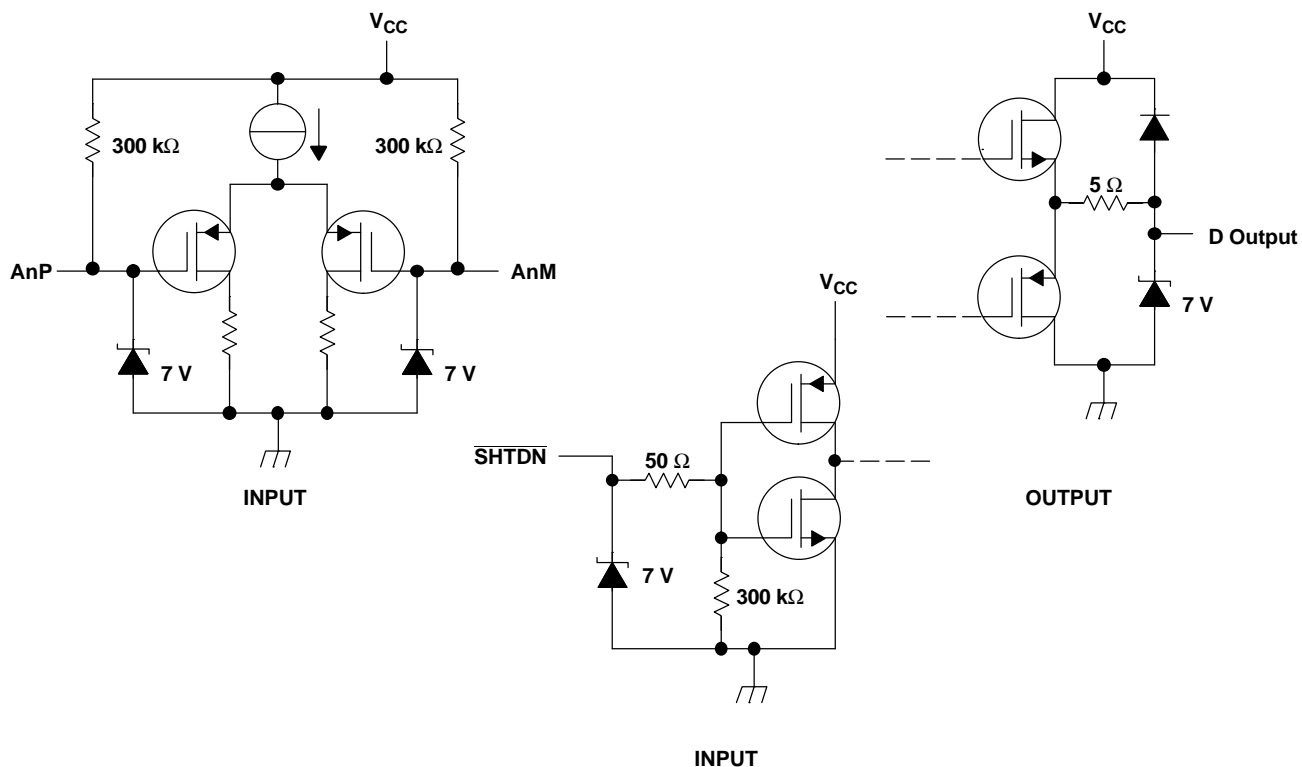 VCC
300 kΩ
300 kΩ
AnP
AnM
7 V
7 V
INPUT
VCC
SHTDN
50 Ω
7 V
300 kΩ
INPUT
VCC
5 Ω
D Output
7 V
OUTPUT